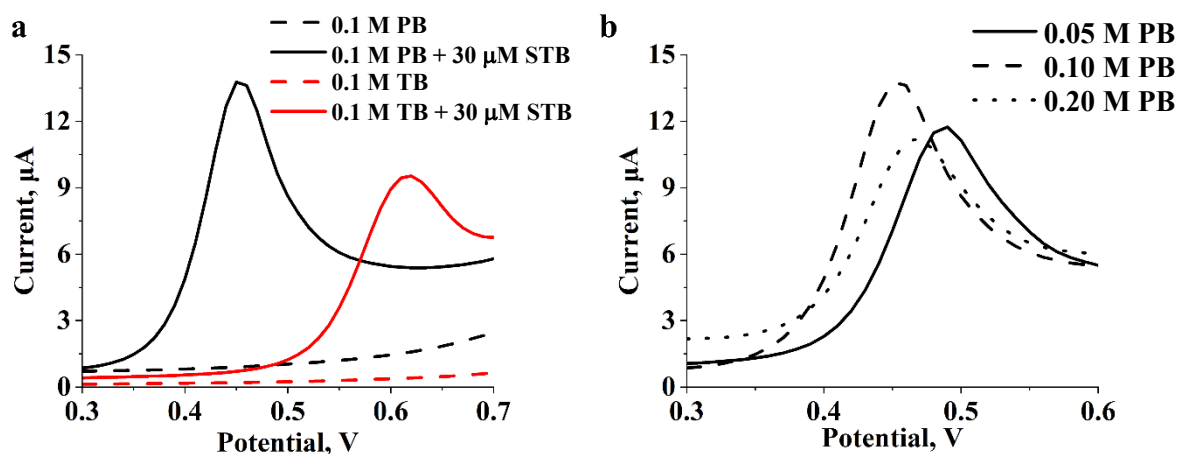 a
0.1 M PB
0.1 M PB + 30 μM STB
0.1 M TB
0.1 M TB + 30 μM STB
15
12
9
6
3
0
Current, μA
0.3
0.4
0.5
0.6
0.7
Potential, V
b
0.05 M PB
0.10 M PB
0.20 M PB
15
12
9
6
3
0
Current, μA
0.3
0.4
0.5
0.6
Potential, V